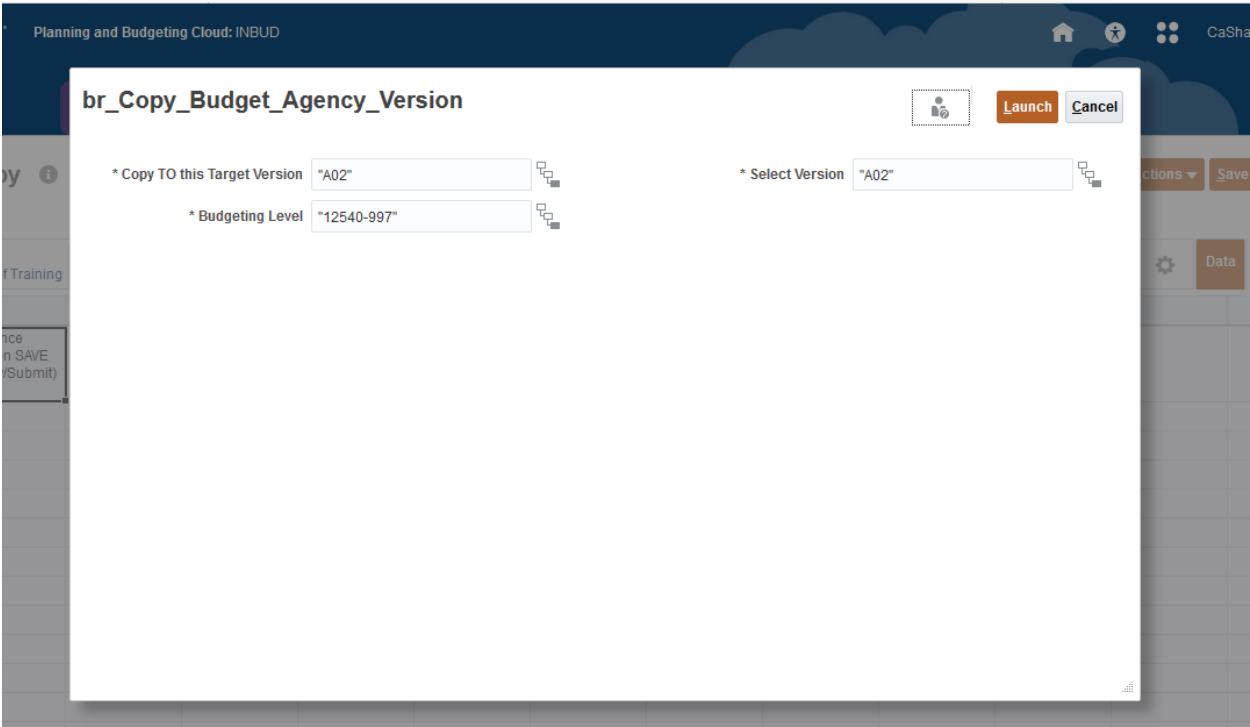 Planning and Budgeting Cloud: INBUD
CaSha
br_Copy_Budget_Agency_Version
Launch
Cancel
py
* Copy TO this Target Version "A02"
* Select Version "A02"
ctions
Save
* Budgeting Level "12540-997"
f Training
Data
nce
n SAVE
/Submit)